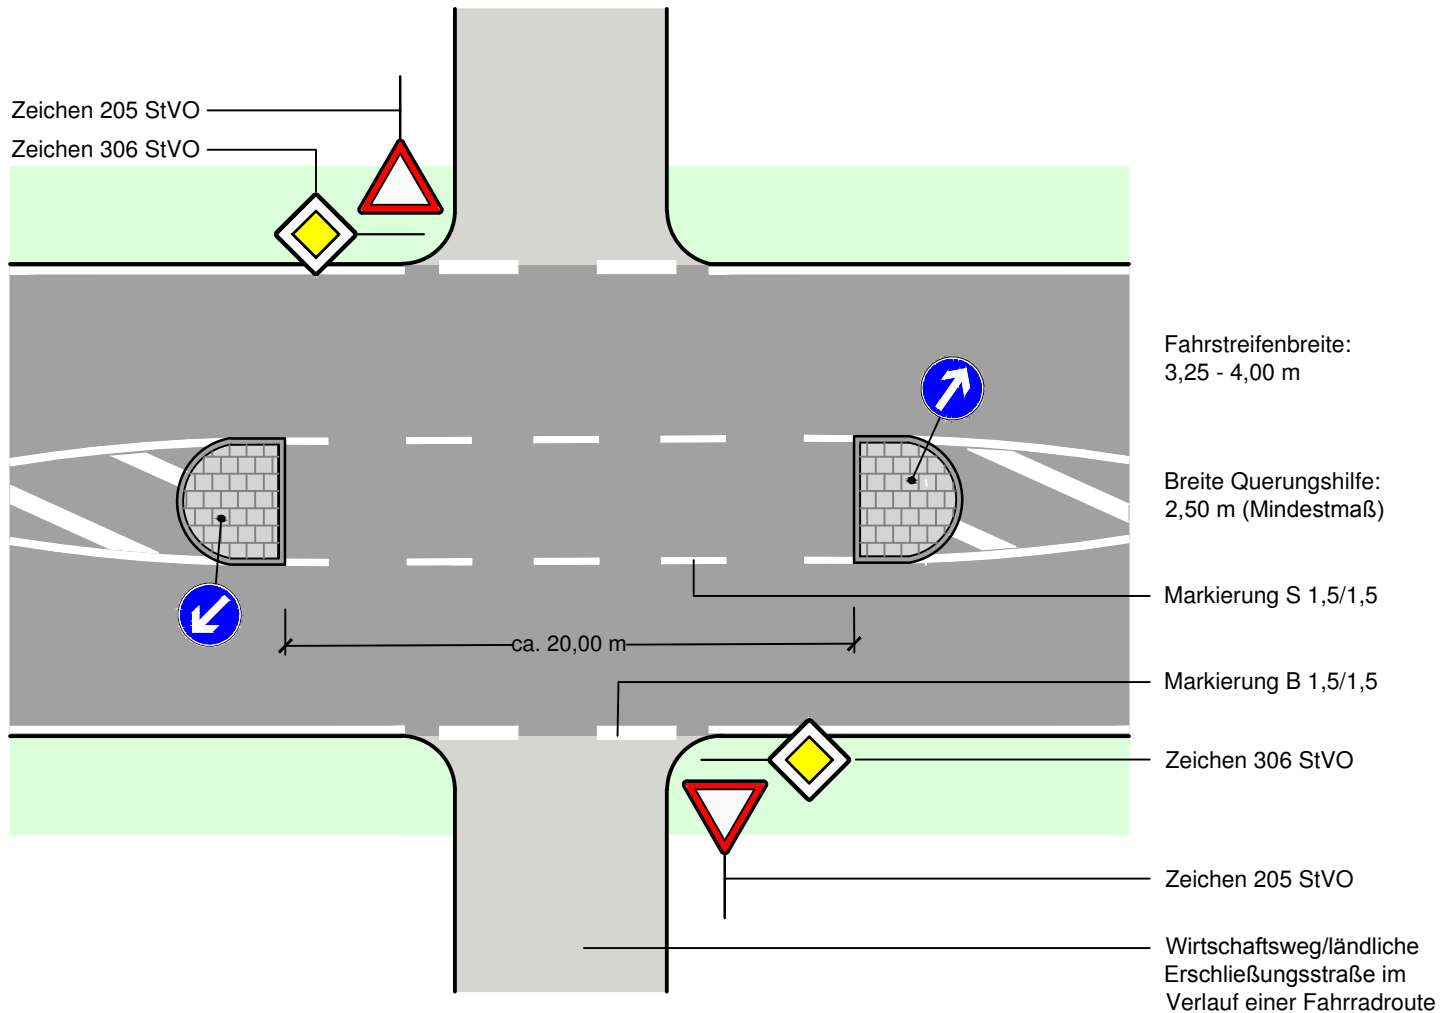 Zeichen 205 StVO
Zeichen 306 StVO
Fahrstreifenbreite:
3,25 - 4,00 m
Breite Querungshilfe:
2,50 m (Mindestmaß)
Markierung S 1,5/1,5
ca. 20,00 m
Markierung B 1,5/1,5
Zeichen 306 StVO
Zeichen 205 StVO
Wirtschaftsweg/ländliche
Erschließungsstraße im
Verlauf einer Fahrradroute